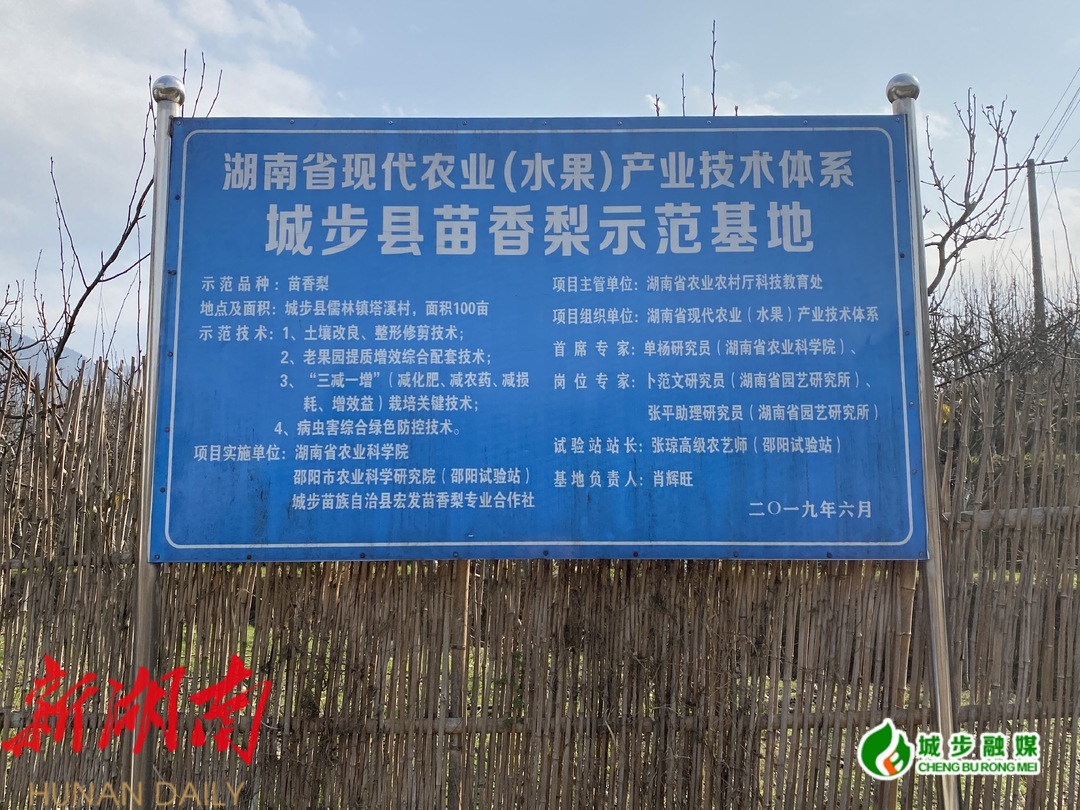 湖南省现代农业（水果）产业技术体系
城步县苗香梨示范基地
示范品种：苗香梨
地点及面积：城步县儒林镇塔溪村，面积100亩
示范技术：1、土壤改良、整形修剪技术；
2、老果园提质增效综合配套技术；
3、“三减一增”（减化肥、减农药、减损
耗、增效益）栽培关键技术；
4、病虫害综合绿色防控技术。
项目实施单位：湖南省农业科学院
邵阳市农业科学研究院（邵阳试验站）
城步苗族自治县宏发苗香梨专业合作社
项目主管单位：湖南省农业农村厅科技教育处
项目组织单位：湖南省现代农业（水果）产业技术体系
首席专家：单杨研究员（湖南省农业科学院）、
岗位专家：卜范文研究员（湖南省园艺研究所）、
张平助理研究员（湖南省园艺研究所）
试验站站长：张琼高级农艺师（邵阳试验站）
基地负责人：肖辉旺
二〇一九年六月
新湖南
HUNAN DAILY
城步融媒
CHENG BU RONG MEI